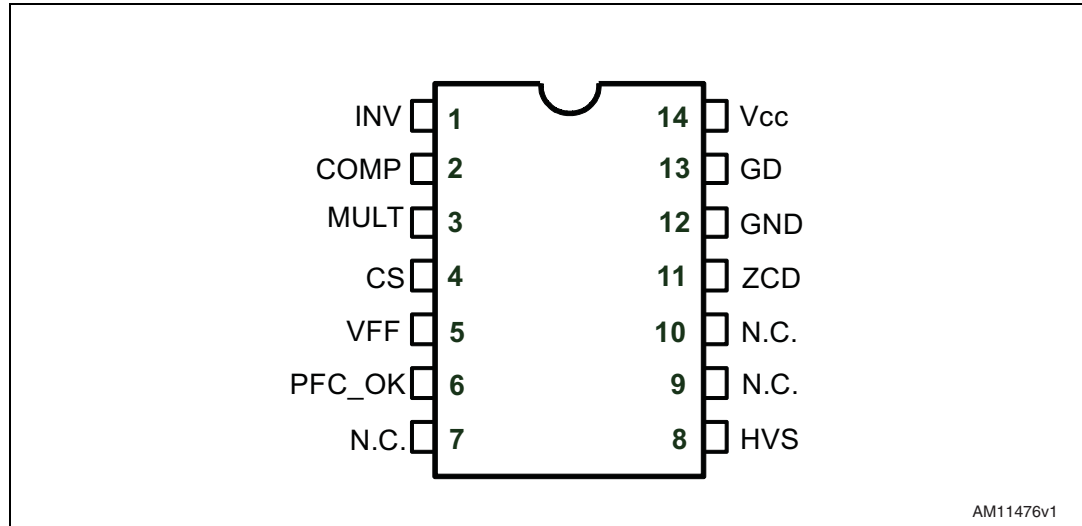 INV 1 14 Vcc
COMP 2 13 GD
MULT 3 12 GND
CS 4 11 ZCD
VFF 5 10 N.C.
PFC_OK 6 9 N.C.
N.C. 7 8 HVS
AM11476v1